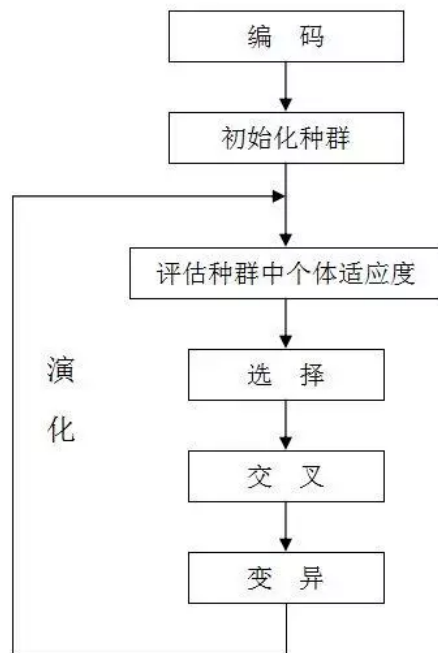 编 码
初始化种群
评估种群中个体适应度
选 择
交 叉
变 异
演
化